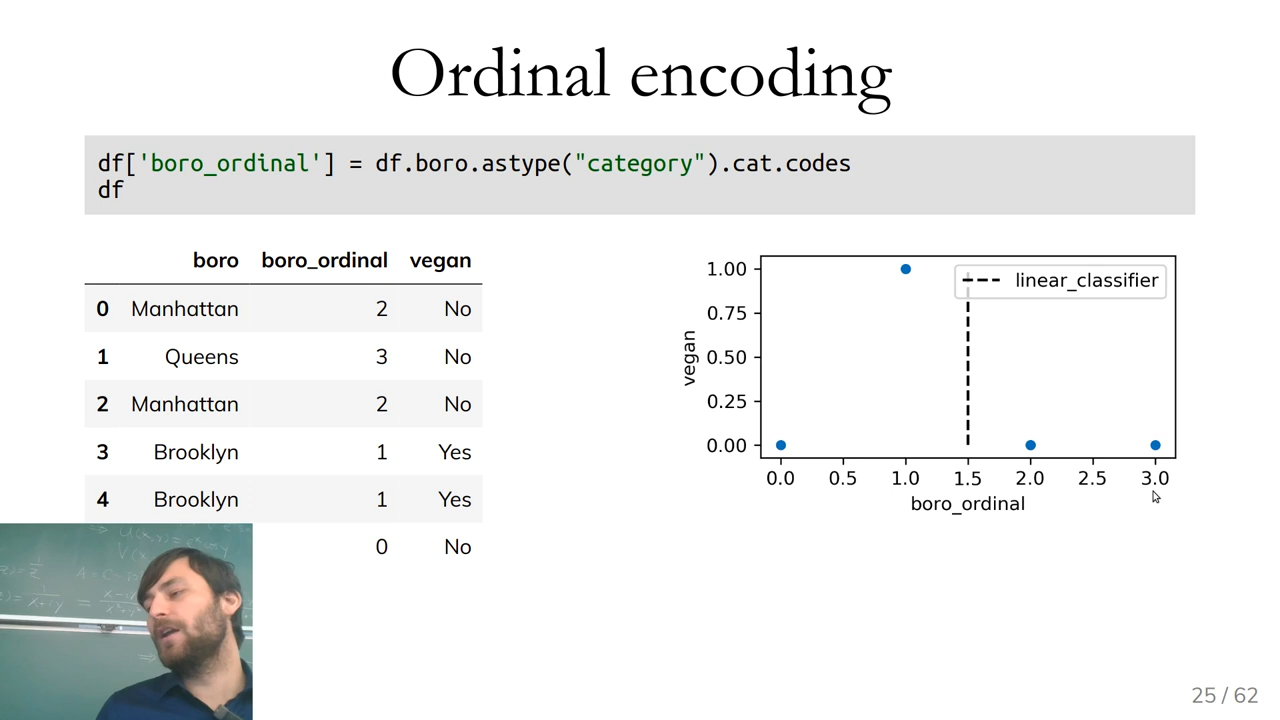 Ordinal encoding
df['boro_ordinal'] = df.boro.astype("category").cat.codes
df
boro boro_ordinal vegan
0 Manhattan 2 No
1 Queens 3 No
2 Manhattan 2 No
3 Brooklyn 1 Yes
4 Brooklyn 1 Yes
0 No
1.00
0.75
0.50
0.25
0.00
vegan
linear_classifier
0.0 0.5 1.0 1.5 2.0 2.5 3.0
boro_ordinal
25 / 62